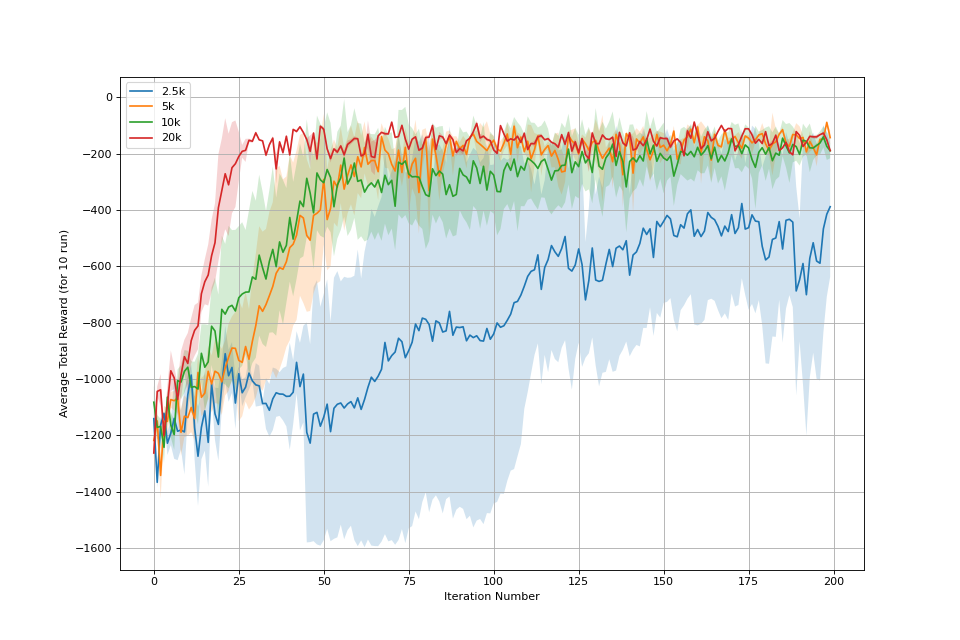 2.5k
5k
10k
20k
0
−200
−400
−600
−800
−1000
−1200
−1400
−1600
Average Total Reward (for 10 run)
0 25 50 75 100 125 150 175 200
Iteration Number